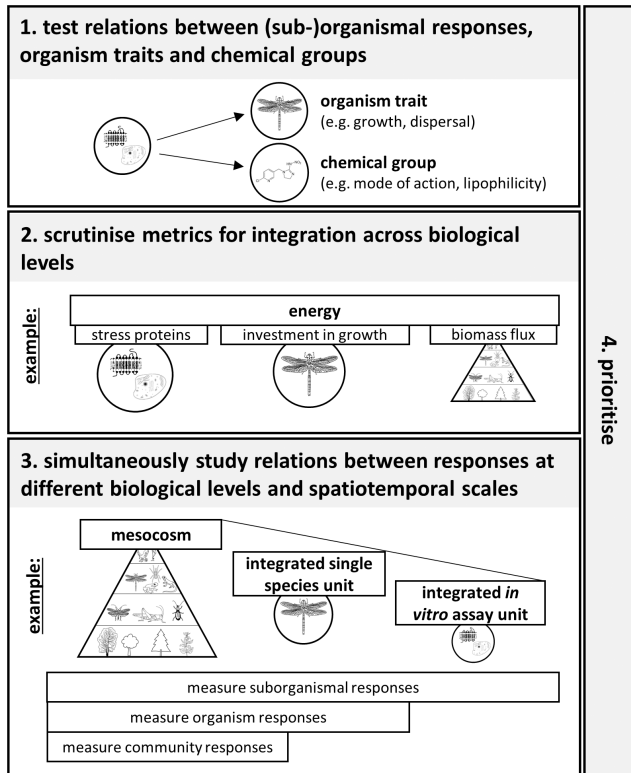 1. test relations between (sub-)organismal responses,
organism traits and chemical groups
organism trait
(e.g. growth, dispersal)
chemical group
(e.g. mode of action, lipophilicity)
2. scrutinise metrics for integration across biological
levels
example:
energy
stress proteins
investment in growth
biomass flux
3. simultaneously study relations between responses at
different biological levels and spatiotemporal scales
example:
mesocosm
integrated single
species unit
integrated in
vitro assay unit
measure suborganismal responses
measure organism responses
measure community responses
4. prioritise